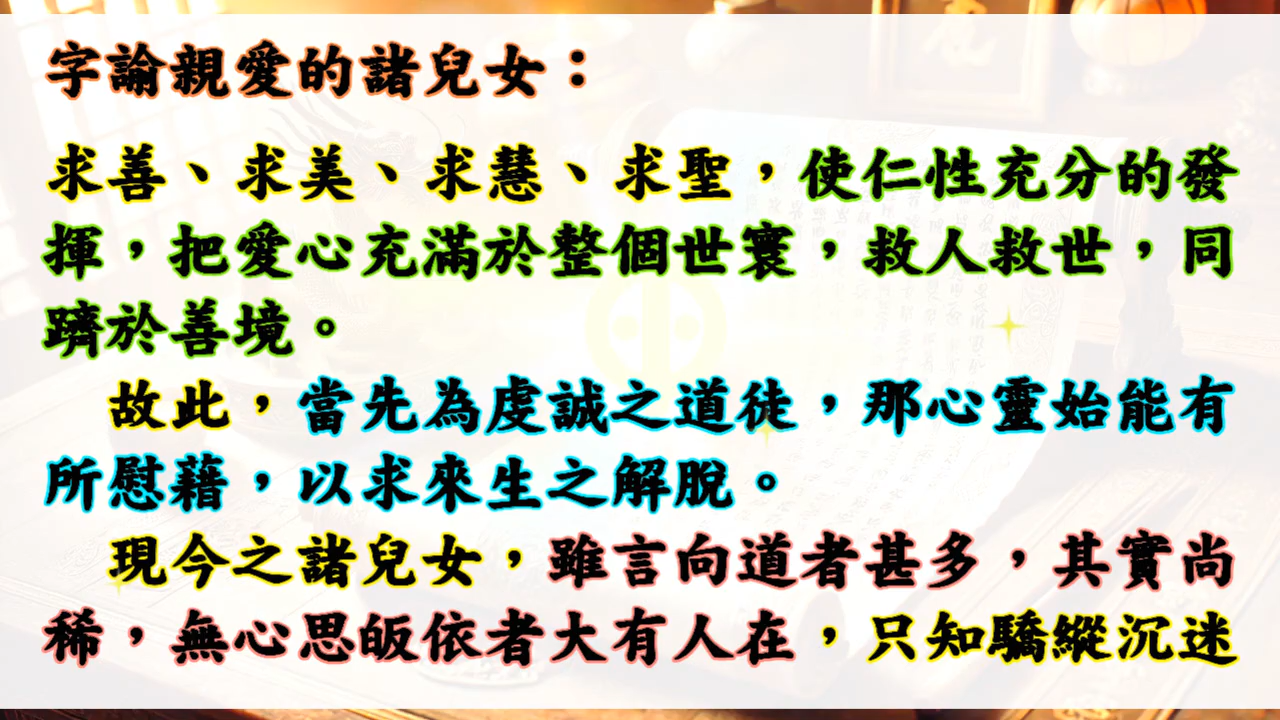 字諭親愛的諸兒女：
求善、求美、求慧、求聖，使仁性充分的發
揮，把愛心充滿於整個世寰，救人救世，同
躋於善境。
故此，當先為虔誠之道徒，那心靈始能有
所慰藉，以求來生之解脫。
現今之諸兒女，雖言向道者甚多，其實尚
稀，無心思皈依者大有人在，只知驕縱沉迷